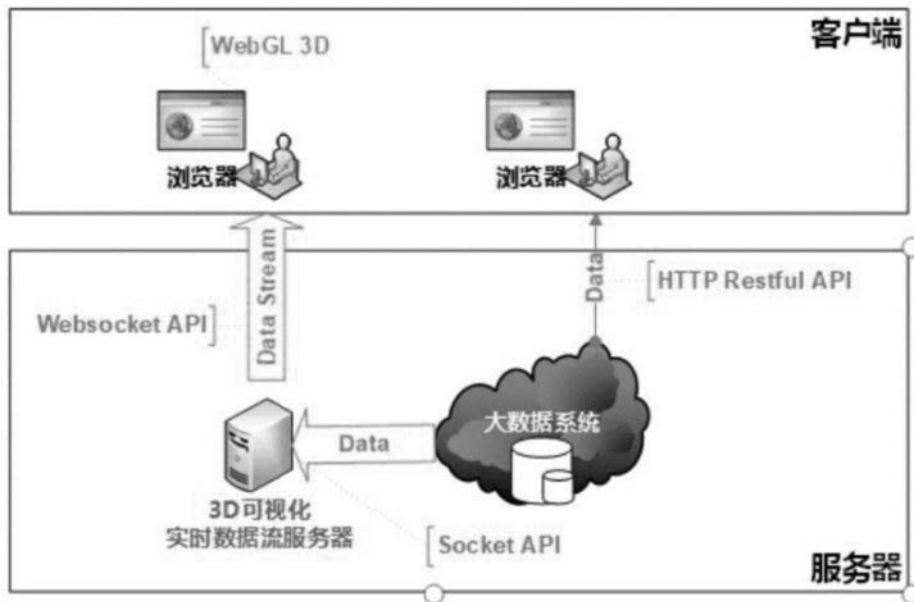 客户端
WebGL 3D
浏览器
浏览器
Data Stream
Data
HTTP Restful API
Websocket API
大数据系统
Data
3D可视化
实时数据流服务器
Socket API
服务器